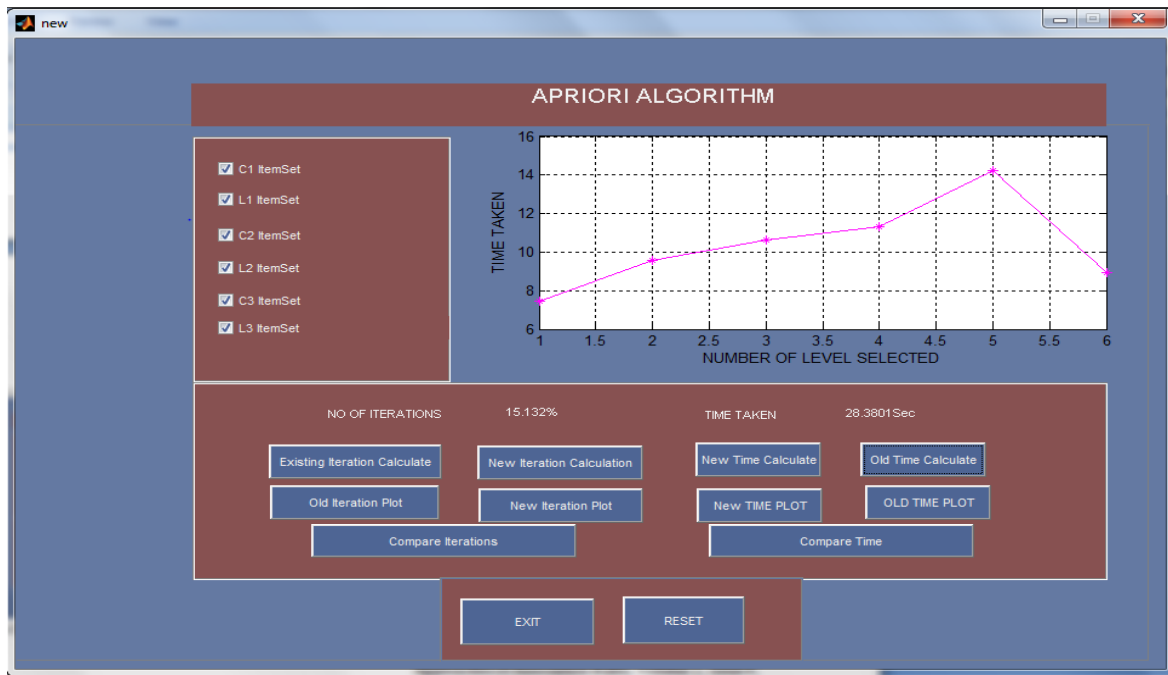 new
APRIORI ALGORITHM
C1 ItemSet
L1 ItemSet
C2 ItemSet
L2 ItemSet
C3 ItemSet
L3 ItemSet
TIME TAKEN
16
14
12
10
8
6
1 1.5 2 2.5 3 3.5 4 4.5 5 5.5 6
NUMBER OF LEVEL SELECTED
NO OF ITERATIONS 15.132% TIME TAKEN 28.3801Sec
Existing Iteration Calculate New Iteration Calculation New Time Calculate Old Time Calculate
Old Iteration Plot New Iteration Plot New TIME PLOT OLD TIME PLOT
Compare Iterations Compare Time
EXIT RESET